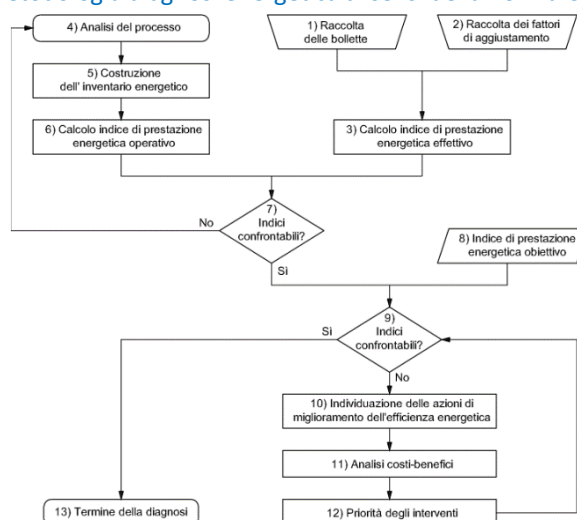 4) Analisi del processo
1) Raccolta
delle bollette
2) Raccolta dei fattori
di aggiustamento
5) Costruzione
dell' inventario energetico
6) Calcolo indice di prestazione
energetica operativo
3) Calcolo indice di prestazione
energetica effettivo
7)
Indici
confrontabili?
No
Sì
8) Indice di prestazione
energetica obiettivo
9)
Indici
confrontabili?
Sì
No
10) Individuazione delle azioni di
miglioramento dell'efficienza energetica
11) Analisi costi-benefici
12) Priorità degli interventi
13) Termine della diagnosi